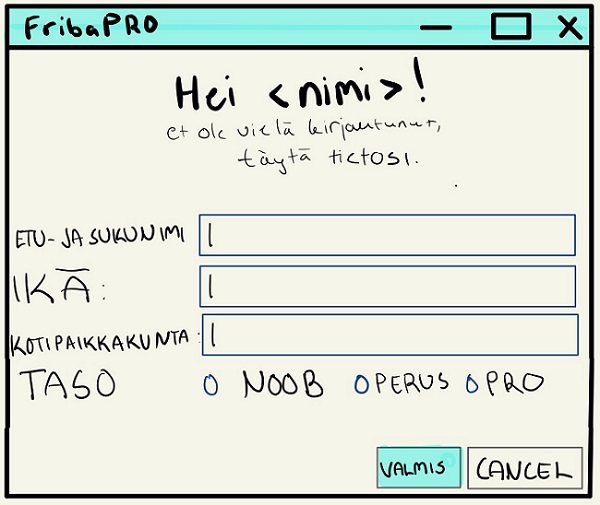 FribaPRO
Hei <nimi>!
et ole vielä kirjautunut,
täytä tietosi.
ETU- JA SUKUNIMI
IKÄ:
KOTIPAIKKAKUNTA:
TASO NOOB PERUS PRO
VALMIS CANCEL